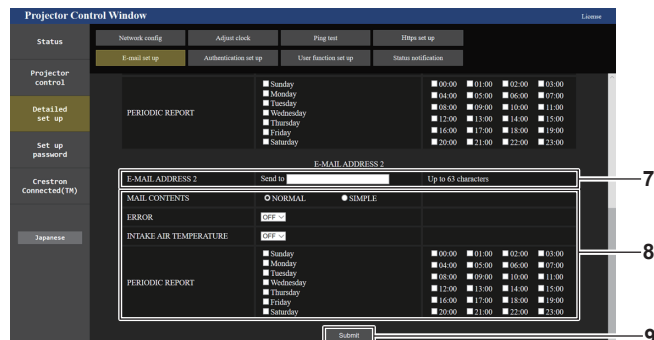 Projector Control Window
License
Status
Network config
Adjust clock
Ping test
Https set up
E-mail set up
Authentication set up
User function set up
Status notification
Projector control
Detailed set up
Set up password
Crestron Connected(TM)
Japanese
PERIODIC REPORT
Sunday
Monday
Tuesday
Wednesday
Thursday
Friday
Saturday
00:00 01:00 02:00 03:00
04:00 05:00 06:00 07:00
08:00 09:00 10:00 11:00
12:00 13:00 14:00 15:00
16:00 17:00 18:00 19:00
20:00 21:00 22:00 23:00
E-MAIL ADDRESS 2
E-MAIL ADDRESS 2 Send to Up to 63 characters
7
MAIL CONTENTS NORMAL SIMPLE
ERROR OFF
INTAKE AIR TEMPERATURE OFF
8
PERIODIC REPORT
Sunday
Monday
Tuesday
Wednesday
Thursday
Friday
Saturday
00:00 01:00 02:00 03:00
04:00 05:00 06:00 07:00
08:00 09:00 10:00 11:00
12:00 13:00 14:00 15:00
16:00 17:00 18:00 19:00
20:00 21:00 22:00 23:00
Submit
9